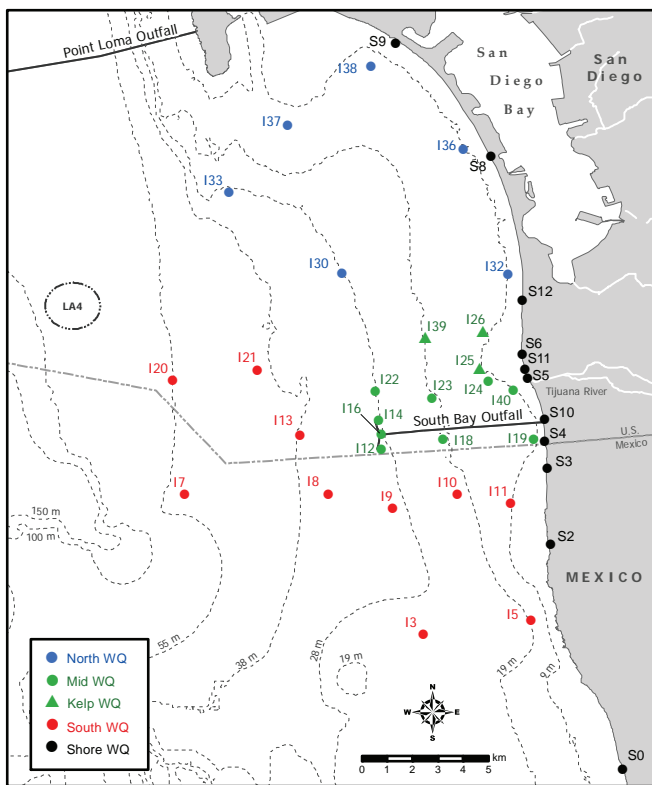 S9
Point Loma Outfall
San
Diego
Bay
San
Diego
I38
I37
I36
S8
I33
I30
I32
LA4
S12
I39
I26
S6
S11
I21
I20
I25
S5
I24
I22
I23
I40
Tijuana River
I16
I14
South Bay Outfall
S10
I13
U.S.
I18
I19
S4
Mexico
I12
S3
I7
I8
I9
I10
I11
150 m
100 m
S2
MEXICO
I3
I5
55 m
38 m
28 m
19 m
19 m
9 m
North WQ
Mid WQ
Kelp WQ
South WQ
Shore WQ
N
W
E
S
km
0 1 2 3 4 5
S0